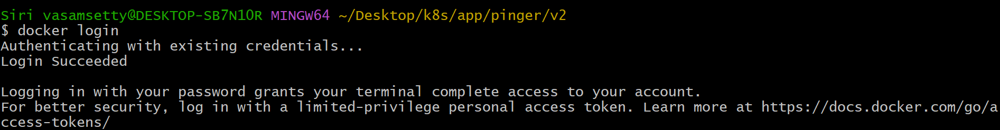 Siri vasamsetty@DESKTOP-SB7N1OR MINGW64 ~/Desktop/k8s/app/pinger/v2
$ docker login
Authenticating with existing credentials...
Login Succeeded
Logging in with your password grants your terminal complete access to your account.
For better security, log in with a limited-privilege personal access token. Learn more at https://docs.docker.com/go/a
ccess-tokens/